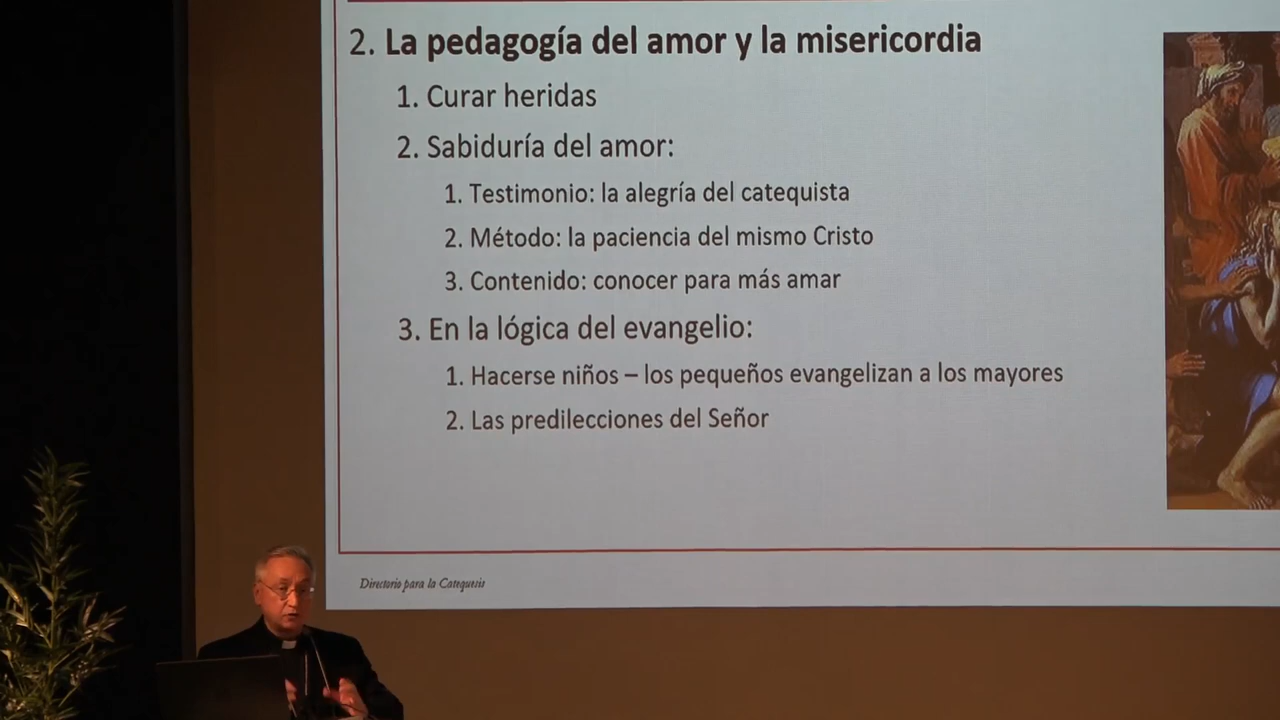 2. La pedagogía del amor y la misericordia
1. Curar heridas
2. Sabiduría del amor:
1. Testimonio: la alegría del catequista
2. Método: la paciencia del mismo Cristo
3. Contenido: conocer para más amar
3. En la lógica del evangelio:
1. Hacerse niños – los pequeños evangelizan a los mayores
2. Las predilecciones del Señor
Directorio para la Catequesis